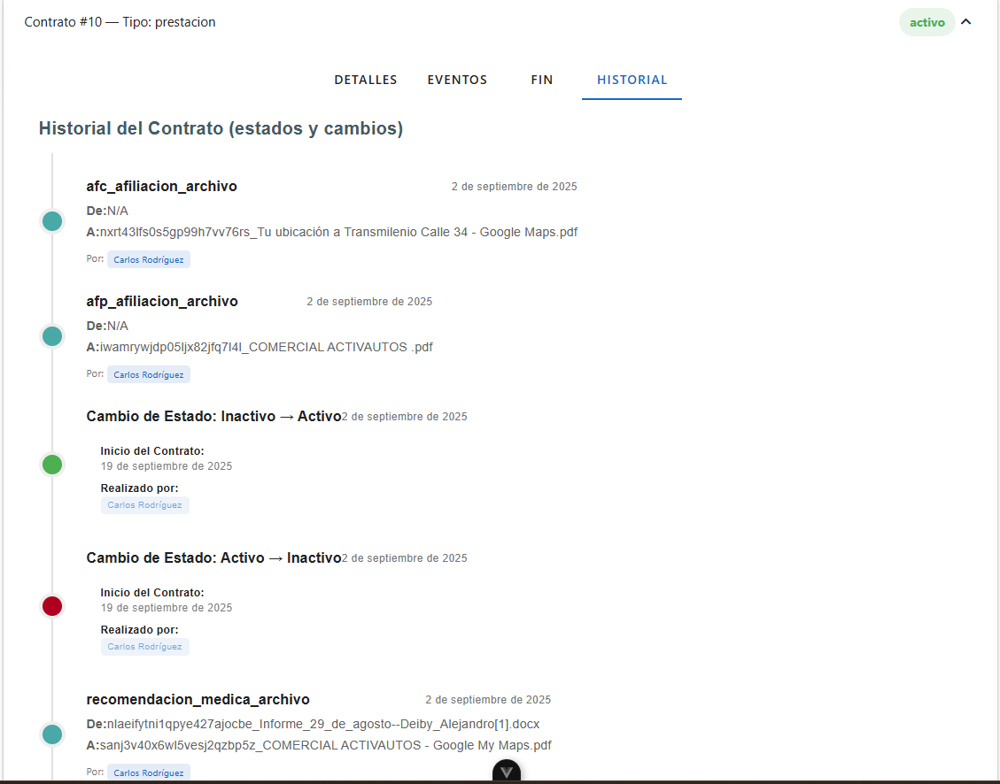 Contrato #10 — Tipo: prestacion
activo
DETALLES EVENTOS FIN HISTORIAL
Historial del Contrato (estados y cambios)
afc_afiliacion_archivo 2 de septiembre de 2025
De:N/A
A:nxrt43lfs0s5gp99h7vv76rs_Tu ubicación a Transmilenio Calle 34 - Google Maps.pdf
Por: Carlos Rodríguez
afp_afiliacion_archivo 2 de septiembre de 2025
De:N/A
A:iwamrywjdp05ljx82jfq7l4l_COMERCIAL ACTIVAUTOS .pdf
Por: Carlos Rodríguez
Cambio de Estado: Inactivo → Activo2 de septiembre de 2025
Inicio del Contrato:
19 de septiembre de 2025
Realizado por:
Carlos Rodríguez
Cambio de Estado: Activo → Inactivo2 de septiembre de 2025
Inicio del Contrato:
19 de septiembre de 2025
Realizado por:
Carlos Rodríguez
recomendacion_medica_archivo 2 de septiembre de 2025
De:nlaeifytni1qpye427ajocbe_Informe_29_de_agosto--Deiby_Alejandro[1].docx
A:sanj3v40x6wl5vesj2qzbp5z_COMERCIAL ACTIVAUTOS - Google My Maps.pdf
Por: Carlos Rodríguez